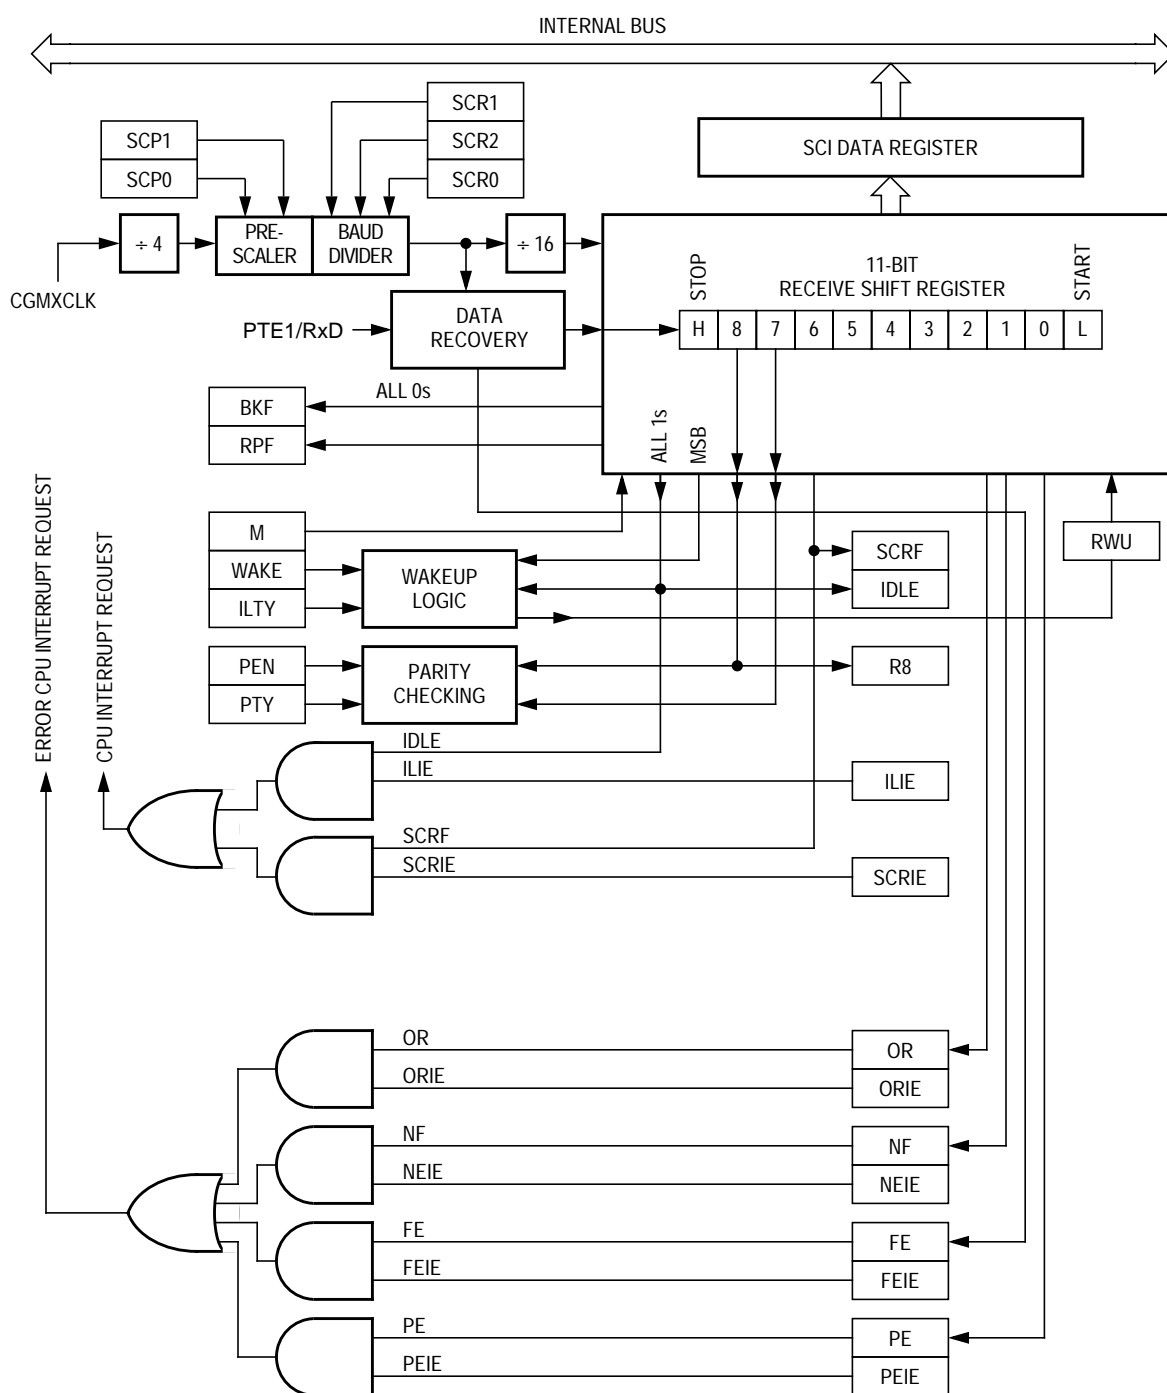 INTERNAL BUS
SCR1
SCR2
SCR0
SCP1
SCP0
SCI DATA REGISTER
÷ 4
PRE-
SCALER
BAUD
DIVIDER
÷ 16
CGMXCLK
STOP
11-BIT
RECEIVE SHIFT REGISTER
START
H 8 7 6 5 4 3 2 1 0 L
PTE1/RxD
DATA
RECOVERY
ALL 0s
BKF
RPF
ALL 1s
MSB
M
WAKE
ILTY
WAKEUP
LOGIC
SCRF
IDLE
RWU
PEN
PTY
PARITY
CHECKING
R8
ERROR CPU INTERRUPT REQUEST
CPU INTERRUPT REQUEST
IDLE
ILIE
ILIE
SCRF
SCRIE
SCRIE
OR
OR
ORIE
ORIE
NF
NF
NEIE
NEIE
FE
FE
FEIE
FEIE
PE
PE
PEIE
PEIE